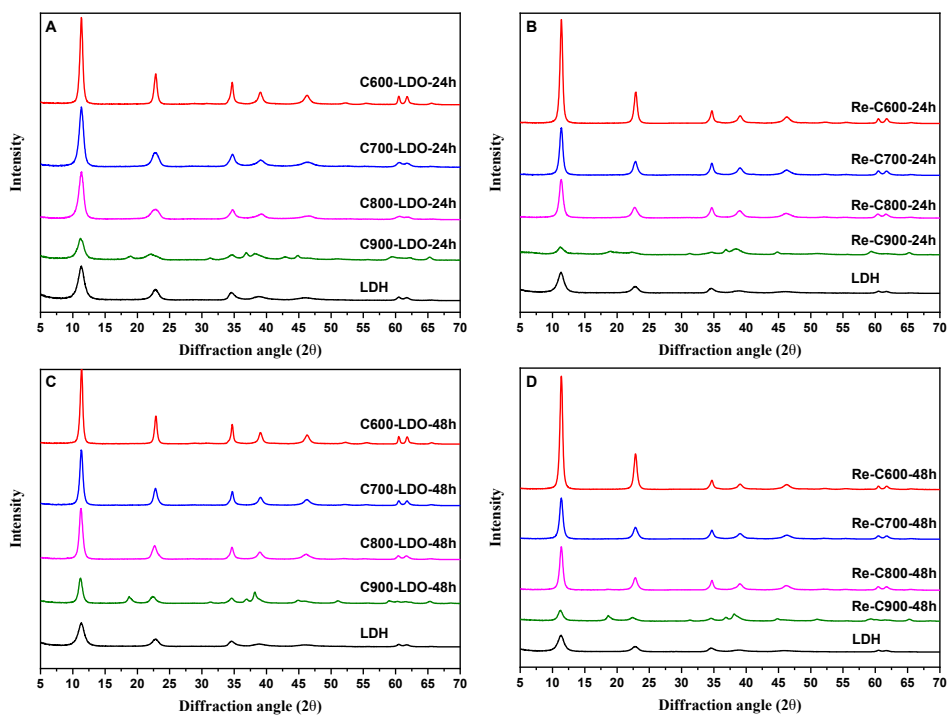 A
C600-LDO-24h
C700-LDO-24h
C800-LDO-24h
C900-LDO-24h
LDH
Intensity
5 10 15 20 25 30 35 40 45 50 55 60 65 70
Diffraction angle (2θ)
B
Re-C600-24h
Re-C700-24h
Re-C800-24h
Re-C900-24h
LDH
Intensity
5 10 15 20 25 30 35 40 45 50 55 60 65 70
Diffraction angle (2θ)
C
C600-LDO-48h
C700-LDO-48h
C800-LDO-48h
C900-LDO-48h
LDH
Intensity
5 10 15 20 25 30 35 40 45 50 55 60 65 70
Diffraction angle (2θ)
D
Re-C600-48h
Re-C700-48h
Re-C800-48h
Re-C900-48h
LDH
Intensity
5 10 15 20 25 30 35 40 45 50 55 60 65 70
Diffraction angle (2θ)